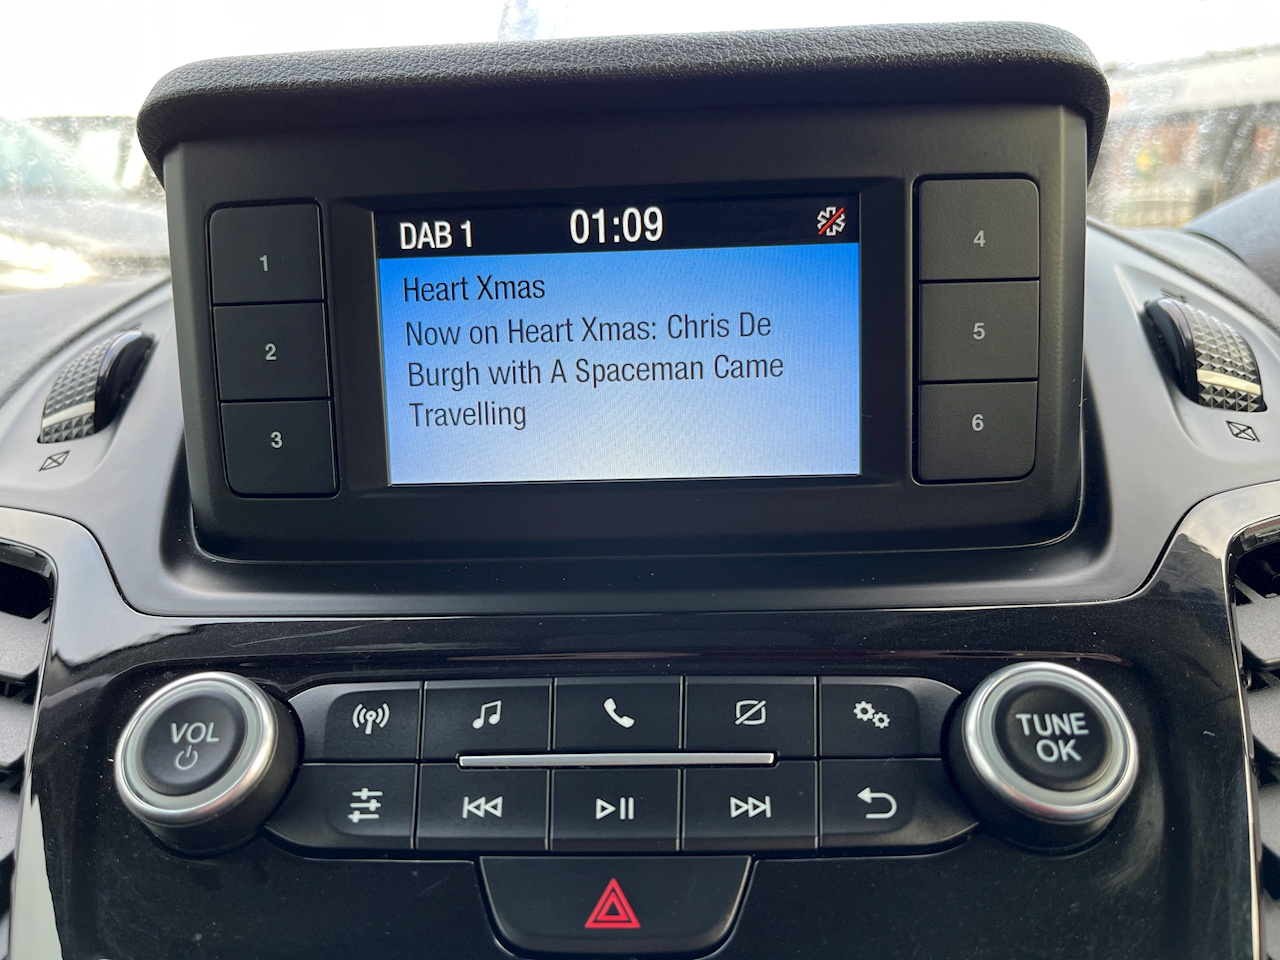 DAB 1 01:09
Heart Xmas
Now on Heart Xmas: Chris De
Burgh with A Spaceman Came
Travelling
1
2
3
4
5
6
VOL
TUNE
OK